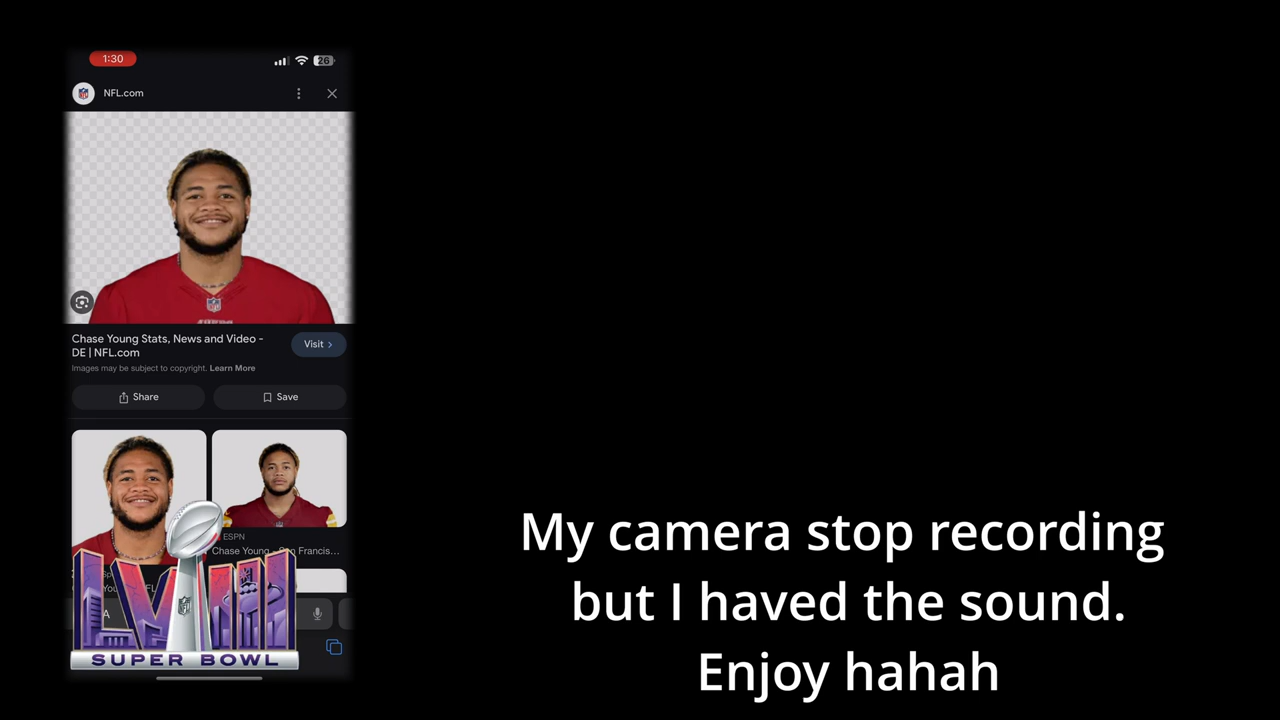 1:30
26
NFL.com
Chase Young Stats, News and Video -
DE | NFL.com
Visit
Images may be subject to copyright. Learn More
Share
Save
ESPN
Chase Young - San Francis...
A
LVIII
SUPER BOWL
My camera stop recording
but I haved the sound.
Enjoy hahah